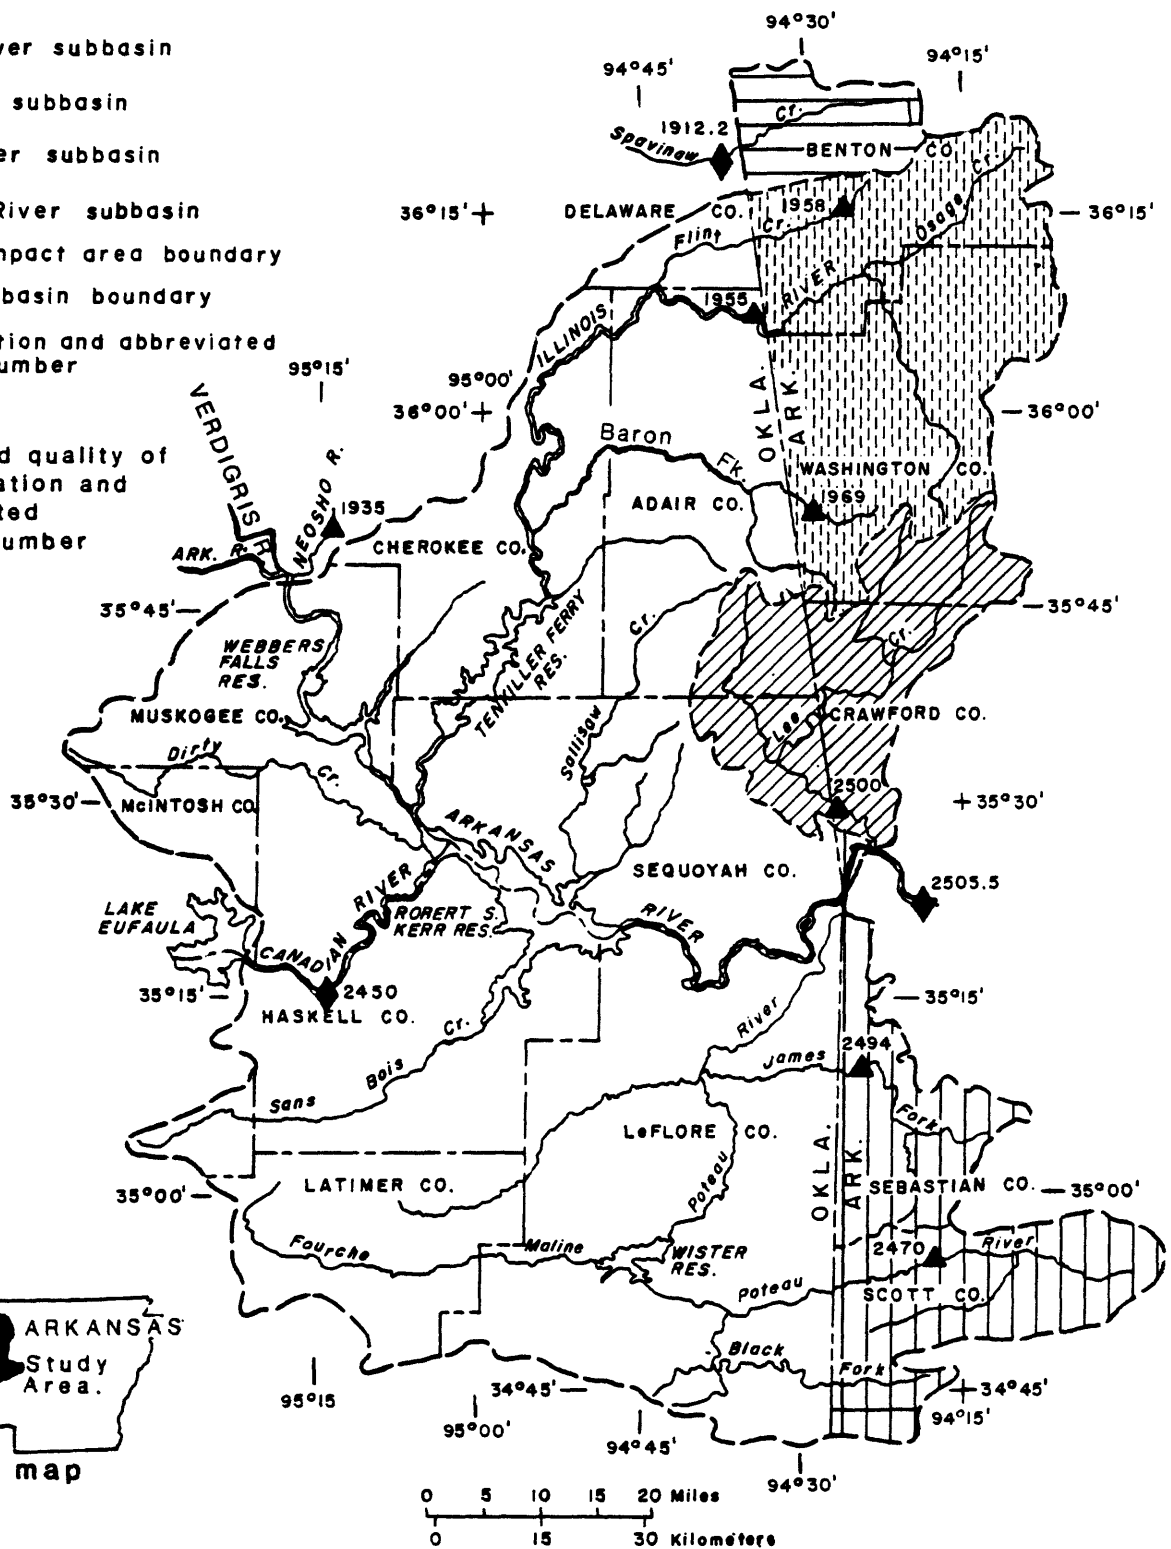 ver subbasin
subbasin
er subbasin
River subbasin
mpact area boundary
basin boundary
tion and abbreviated
umber
d quality of
ation and
ted
umber
94°30'
94°45'
94°15'
1912.2
Spavinaw Cr.
BENTON CO.
36°15'
DELAWARE CO.
1958
Flint Cr.
Osage Cr.
36°15'
1955
ILLINOIS RIVER
95°15'
95°00'
36°00'
OKLA.
ARK.
36°00'
VERDIGRIS R.
NEOSHO R.
1935
ARK. R.
Baron Fk.
WASHINGTON CO.
1969
ADAIR CO.
CHEROKEE CO.
35°45'
35°45'
WEBBERS
FALLS
RES.
TENKILLER FERRY
RES.
Cr.
MUSKOGEE CO.
Sallisaw Cr.
Lee
CRAWFORD CO.
Dirty Cr.
35°30'
McINTOSH CO.
2500
35°30'
ARKANSAS RIVER
SEQUOYAH CO.
2505.5
LAKE
EUFAULA
CANADIAN RIVER
RORERT S.
KERR RES.
35°15'
2450
HASKELL CO.
35°15'
River
2494
James Fork
Sans Bois Cr.
LeFLORE CO.
OKLA.
ARK.
LATIMER CO.
35°00'
SEBASTIAN CO.
35°00'
Poteau
Fourche Maline
WISTER
RES.
2470
River
Poteau
SCOTT CO.
Black Fork
34°45'
34°45'
95°15
95°00'
94°45'
94°30'
94°15'
ARKANSAS
Study
Area.
map
0 5 10 15 20 Miles
0 15 30 Kilometers